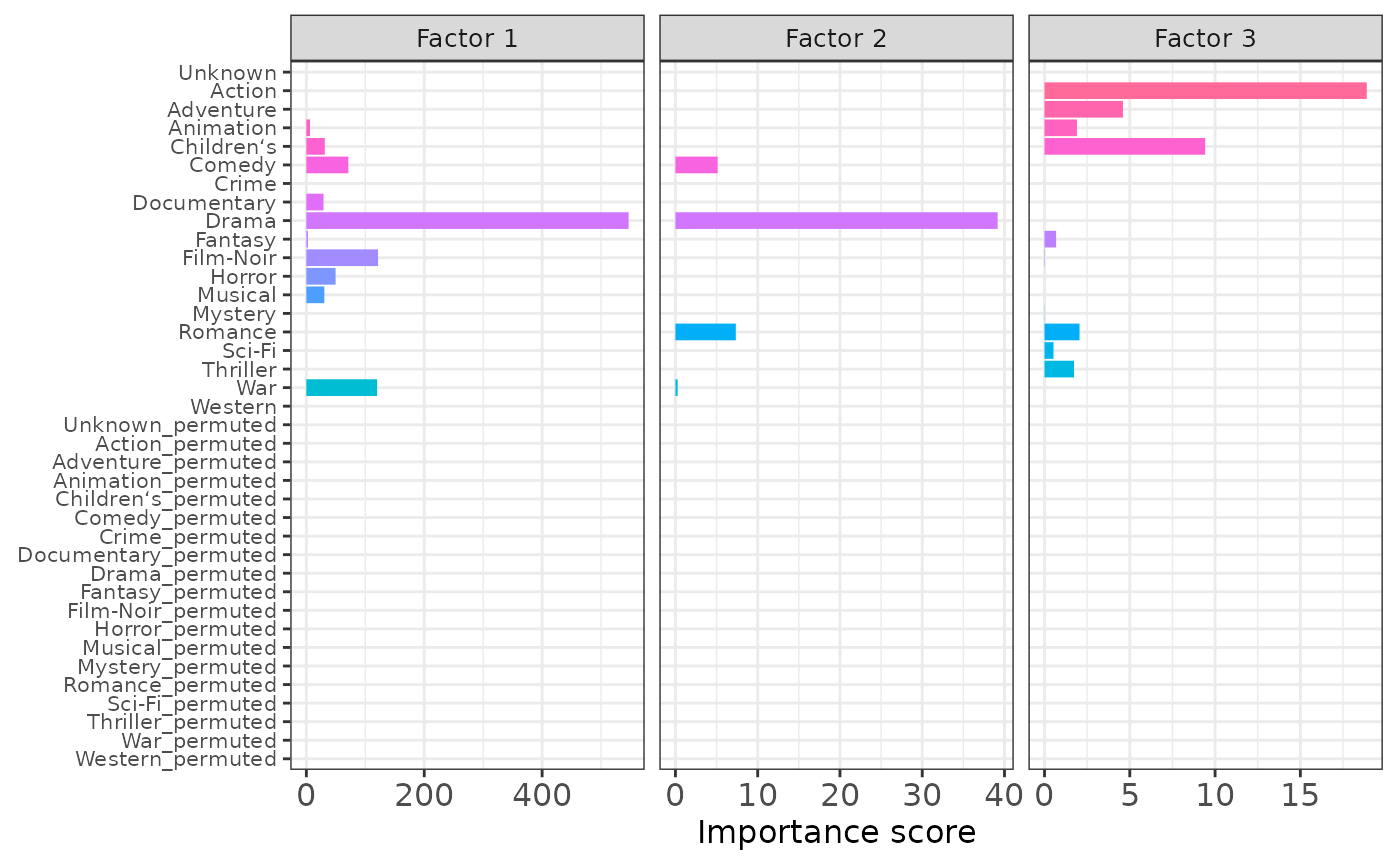 Factor 1 Factor 2 Factor 3
Unknown
Action
Adventure
Animation
Children‘s
Comedy
Crime
Documentary
Drama
Fantasy
Film-Noir
Horror
Musical
Mystery
Romance
Sci-Fi
Thriller
War
Western
Unknown_permuted
Action_permuted
Adventure_permuted
Animation_permuted
Children‘s_permuted
Comedy_permuted
Crime_permuted
Documentary_permuted
Drama_permuted
Fantasy_permuted
Film-Noir_permuted
Horror_permuted
Musical_permuted
Mystery_permuted
Romance_permuted
Sci-Fi_permuted
Thriller_permuted
War_permuted
Western_permuted
0 200 400 0 10 20 30 40 0 5 10 15
Importance score